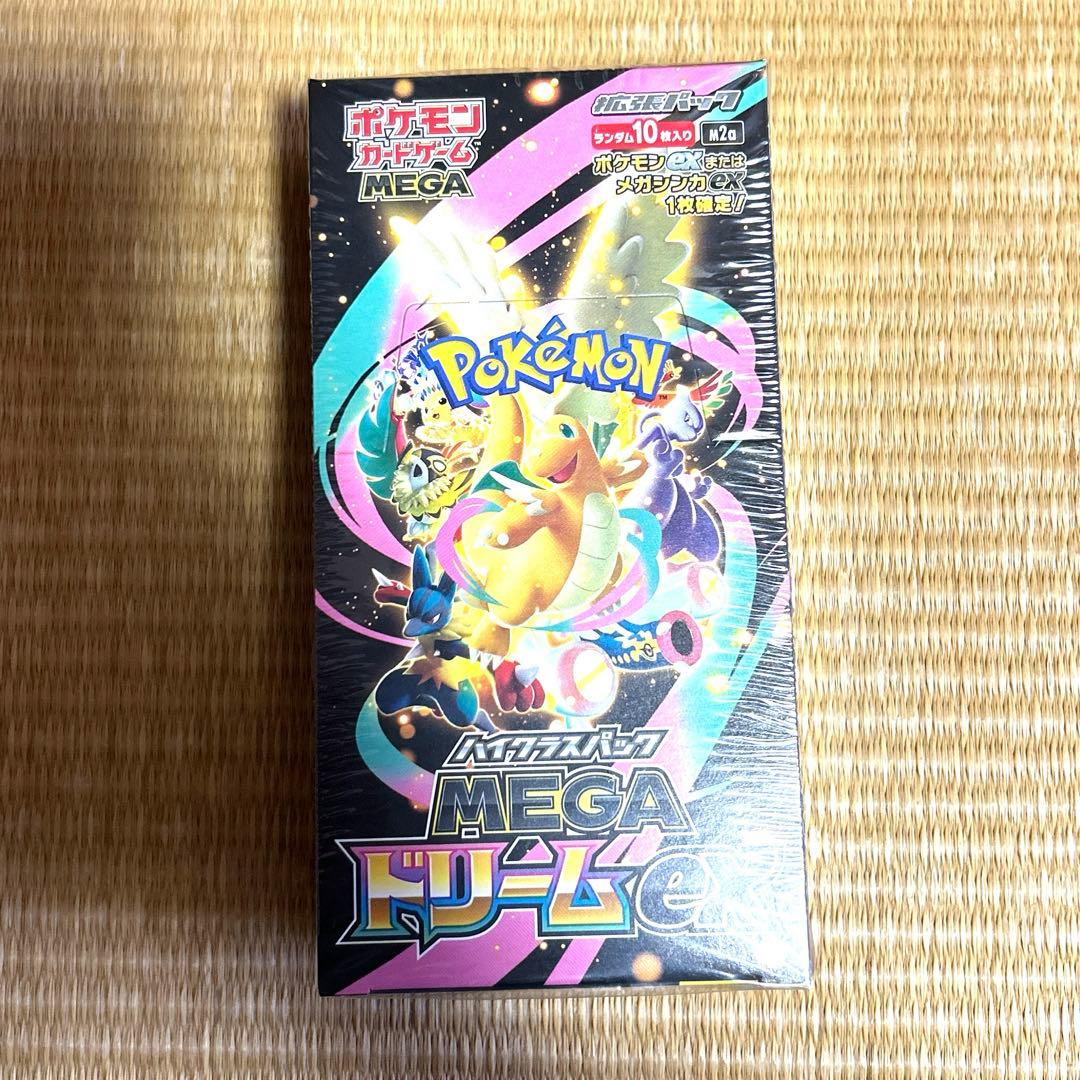 ポケモン
カードゲーム™
MEGA
拡張パック
ランダム10枚入り M2a
ポケモンexまたは
メガシンカex
1枚確定!
POKéMON™
ハイクラスパック
MEGA
ドリームex